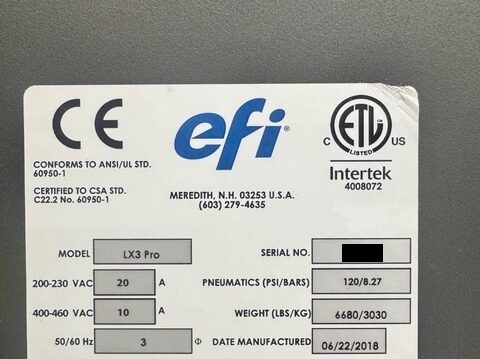 CE
efi®
C ETL CM US
LISTED
Intertek
4008072
CONFORMS TO ANSI/UL STD.
60950-1
CERTIFIED TO CSA STD.
C22.2 No. 60950-1
MEREDITH, N.H. 03253 U.S.A.
(603) 279-4635
MODEL LX3 Pro
200-230 VAC 20 A
400-460 VAC 10 A
50/60 Hz 3 Φ
SERIAL NO.
PNEUMATICS (PSI/BARS) 120/8.27
WEIGHT (LBS/KG) 6680/3030
DATE MANUFACTURED 06/22/2018